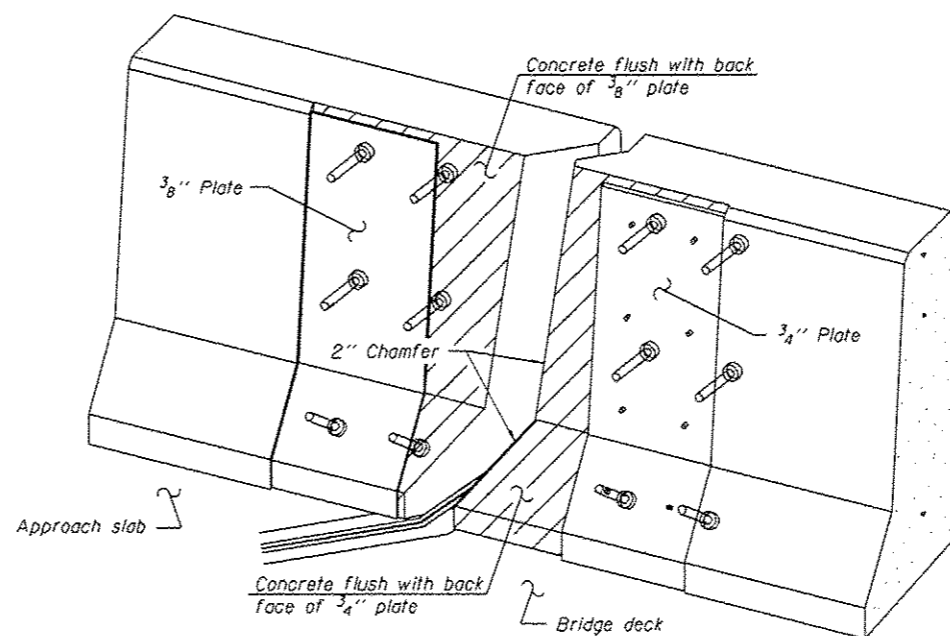 Concrete flush with back
face of 3/8" plate
3/8" Plate
3/4" Plate
2" Chamfer
Approach slab
Concrete flush with back
face of 3/4" plate
Bridge deck